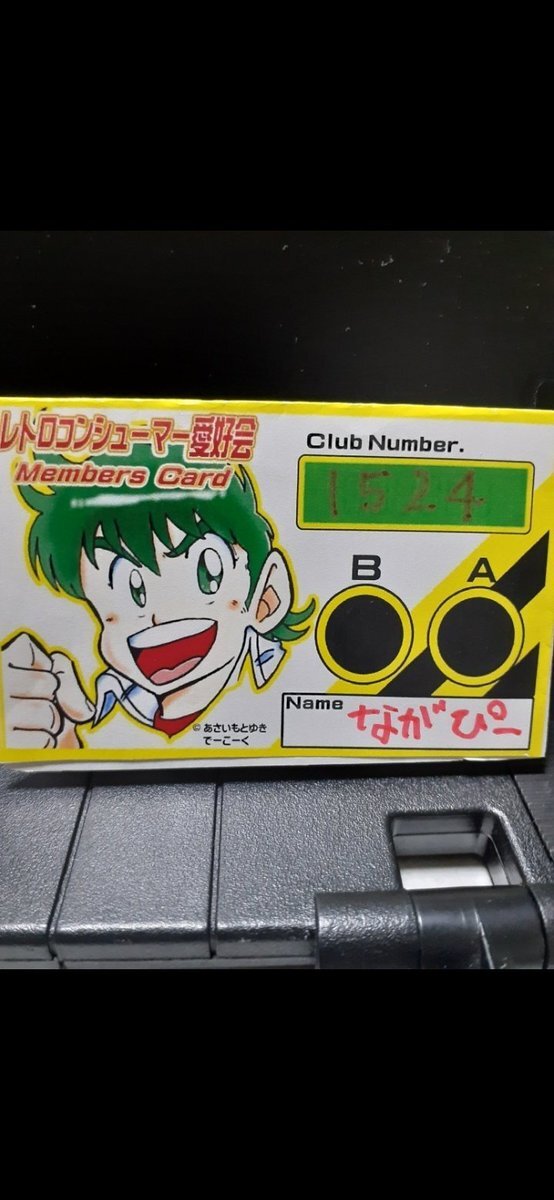 レトロコンシューマー愛好会
Members Card
Club Number.
1524
B A
Name ながぴー
© あさいもとゆき
でーこーく